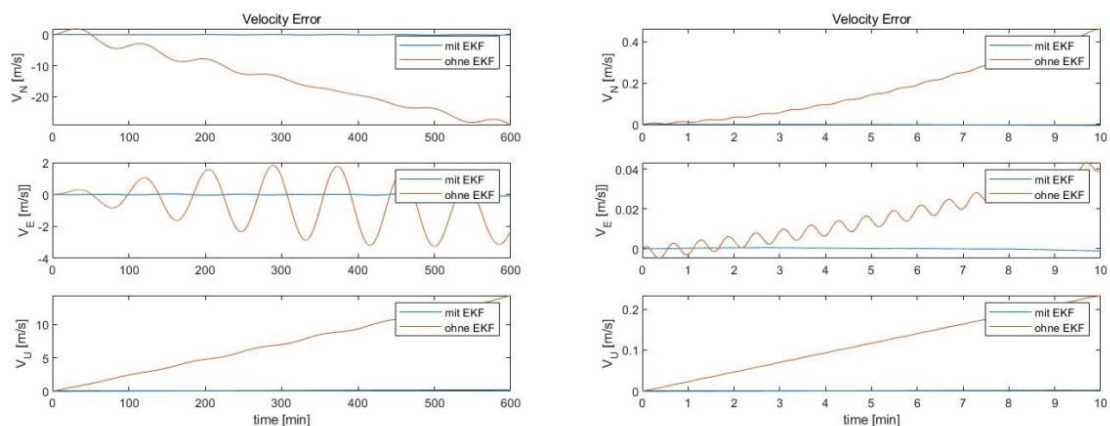 Velocity Error
V_N [m/s]
0
-10
-20
mit EKF
ohne EKF
0 100 200 300 400 500 600
V_E [m/s]]
2
0
-2
-4
mit EKF
ohne EKF
0 100 200 300 400 500 600
V_U [m/s]
10
5
0
mit EKF
ohne EKF
0 100 200 300 400 500 600
time [min]
Velocity Error
V_N [m/s]
0.4
0.2
0
mit EKF
ohne EKF
0 1 2 3 4 5 6 7 8 9 10
V_E [m/s]]
0.04
0.02
0
mit EKF
ohne EKF
0 1 2 3 4 5 6 7 8 9 10
V_U [m/s]
0.2
0.1
0
mit EKF
ohne EKF
0 1 2 3 4 5 6 7 8 9 10
time [min]